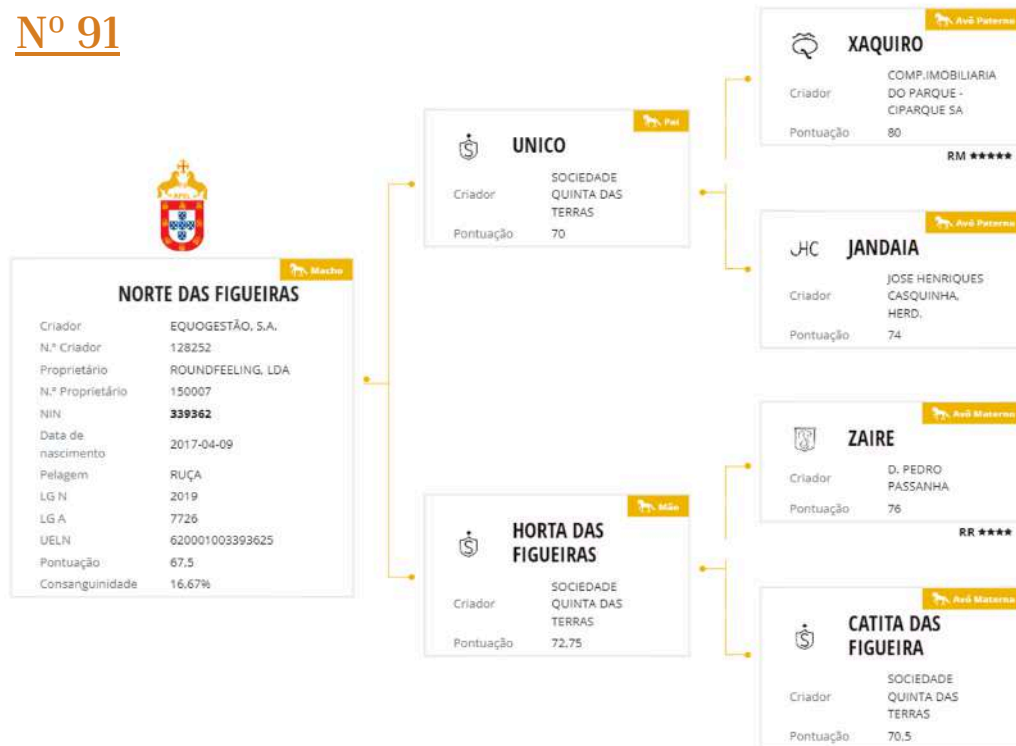 Nº 91
Macho
NORTE DAS FIGUEIRAS
Criador EQUOGESTÃO, S.A.
N.º Criador 128252
Proprietário ROUNDFEELING, LDA
N.º Proprietário 150007
NIN 339362
Data de
nascimento 2017-04-09
Pelagem RUÇA
LG N 2019
LG A 7726
UELN 620001003393625
Pontuação 67,5
Consanguinidade 16,67%
Pai
S
UNICO
Criador SOCIEDADE
QUINTA DAS
TERRAS
Pontuação 70
Mão
S
HORTA DAS
FIGUEIRAS
Criador SOCIEDADE
QUINTA DAS
TERRAS
Pontuação 72,75
Avô Paterno
XAQUIRO
Criador COMP.IMOBILIARIA
DO PARQUE -
CIPARQUE SA
Pontuação 80
RM ★★★★★
Avó Paterna
JHC
JANDAIA
Criador JOSE HENRIQUES
CASQUINHA,
HERD.
Pontuação 74
Avô Materno
ZAIRE
Criador D. PEDRO
PASSANHA
Pontuação 76
RR ★★★★
Avó Materna
S
CATITA DAS
FIGUEIRA
Criador SOCIEDADE
QUINTA DAS
TERRAS
Pontuação 70,5